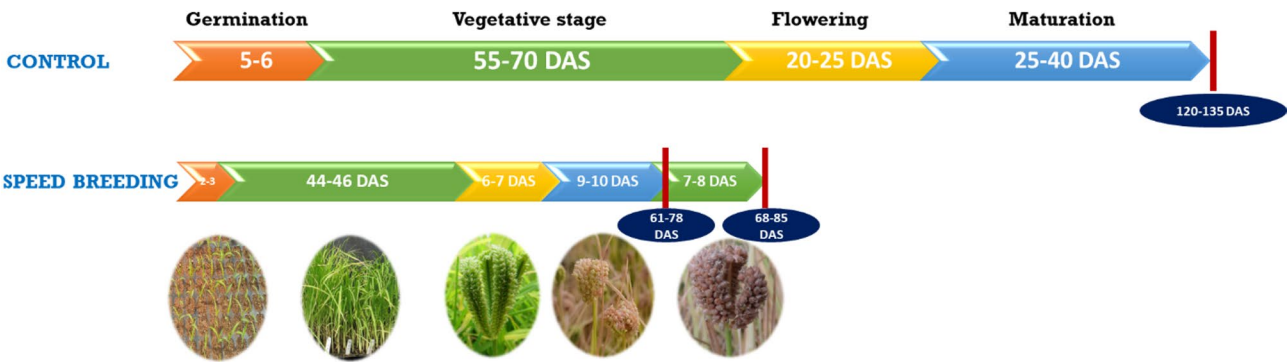 Germination Vegetative stage Flowering Maturation
CONTROL 5-6 55-70 DAS 20-25 DAS 25-40 DAS
120-135 DAS
SPEED BREEDING 2-3 44-46 DAS 6-7 DAS 9-10 DAS 7-8 DAS
61-78
DAS
68-85
DAS